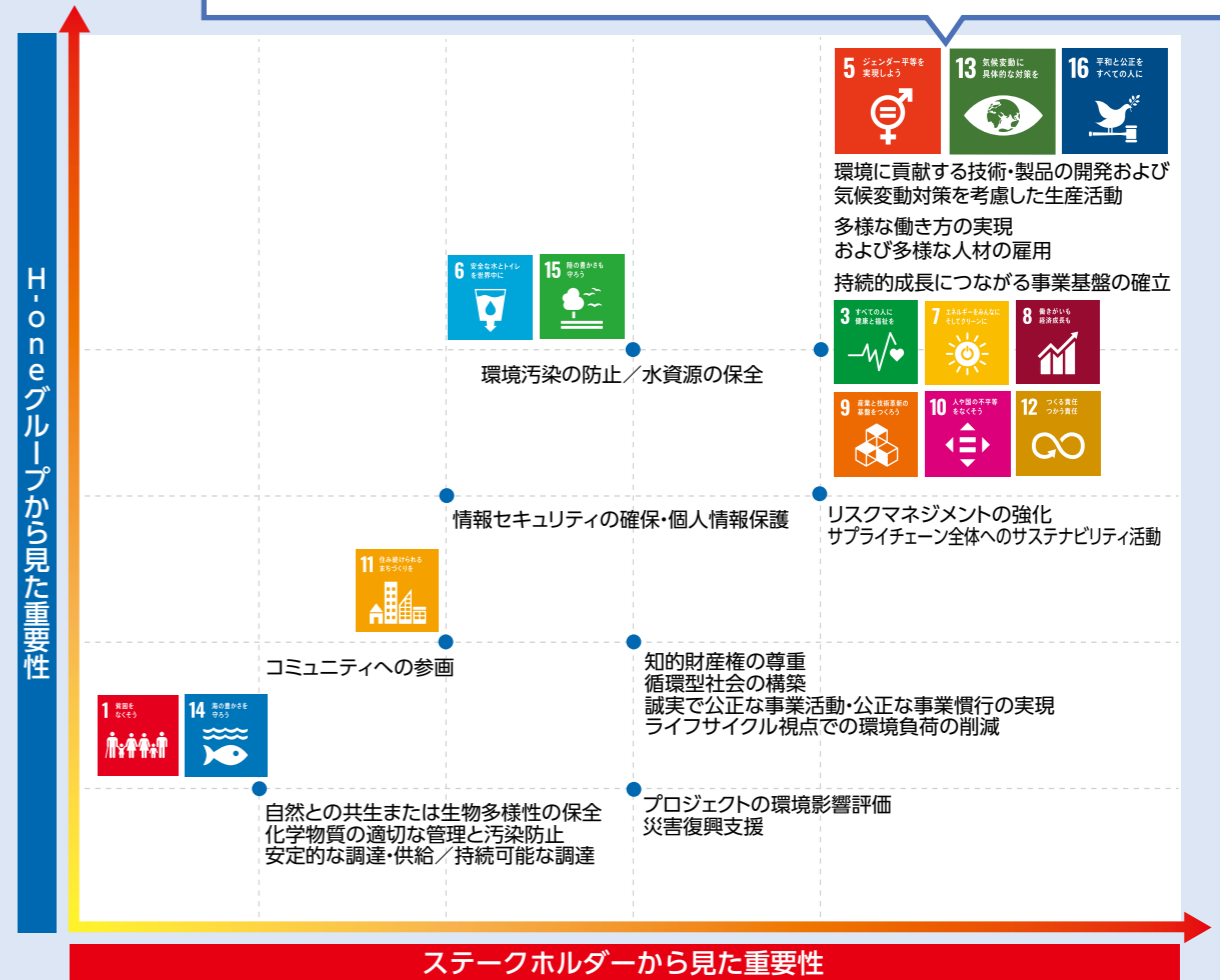 H-oneグループから見た重要性
5 ジェンダー平等を
実現しよう
13 気候変動に
具体的な対策を
16 平和と公正を
すべての人に
環境に貢献する技術・製品の開発および
気候変動対策を考慮した生産活動
多様な働き方の実現
および多様な人材の雇用
持続的成長につながる事業基盤の確立
6 安全な水とトイレ
を世界中に
15 陸の豊かさも
守ろう
環境汚染の防止／水資源の保全
3 すべての人に
健康と福祉を
7 エネルギーをみんなに
そしてクリーンに
8 働きがいも
経済成長も
9 産業と技術革新の
基盤をつくろう
10 人や国の不平等
をなくそう
12 つくる責任
つかう責任
情報セキュリティの確保・個人情報保護
リスクマネジメントの強化
サプライチェーン全体へのサステナビリティ活動
11 住み続けられる
まちづくりを
コミュニティへの参画
知的財産権の尊重
循環型社会の構築
誠実で公正な事業活動・公正な事業慣行の実現
ライフサイクル視点での環境負荷の削減
1 貧困を
なくそう
14 海の豊かさを
守ろう
自然との共生または生物多様性の保全
化学物質の適切な管理と汚染防止
安定的な調達・供給／持続可能な調達
プロジェクトの環境影響評価
災害復興支援
ステークホルダーから見た重要性